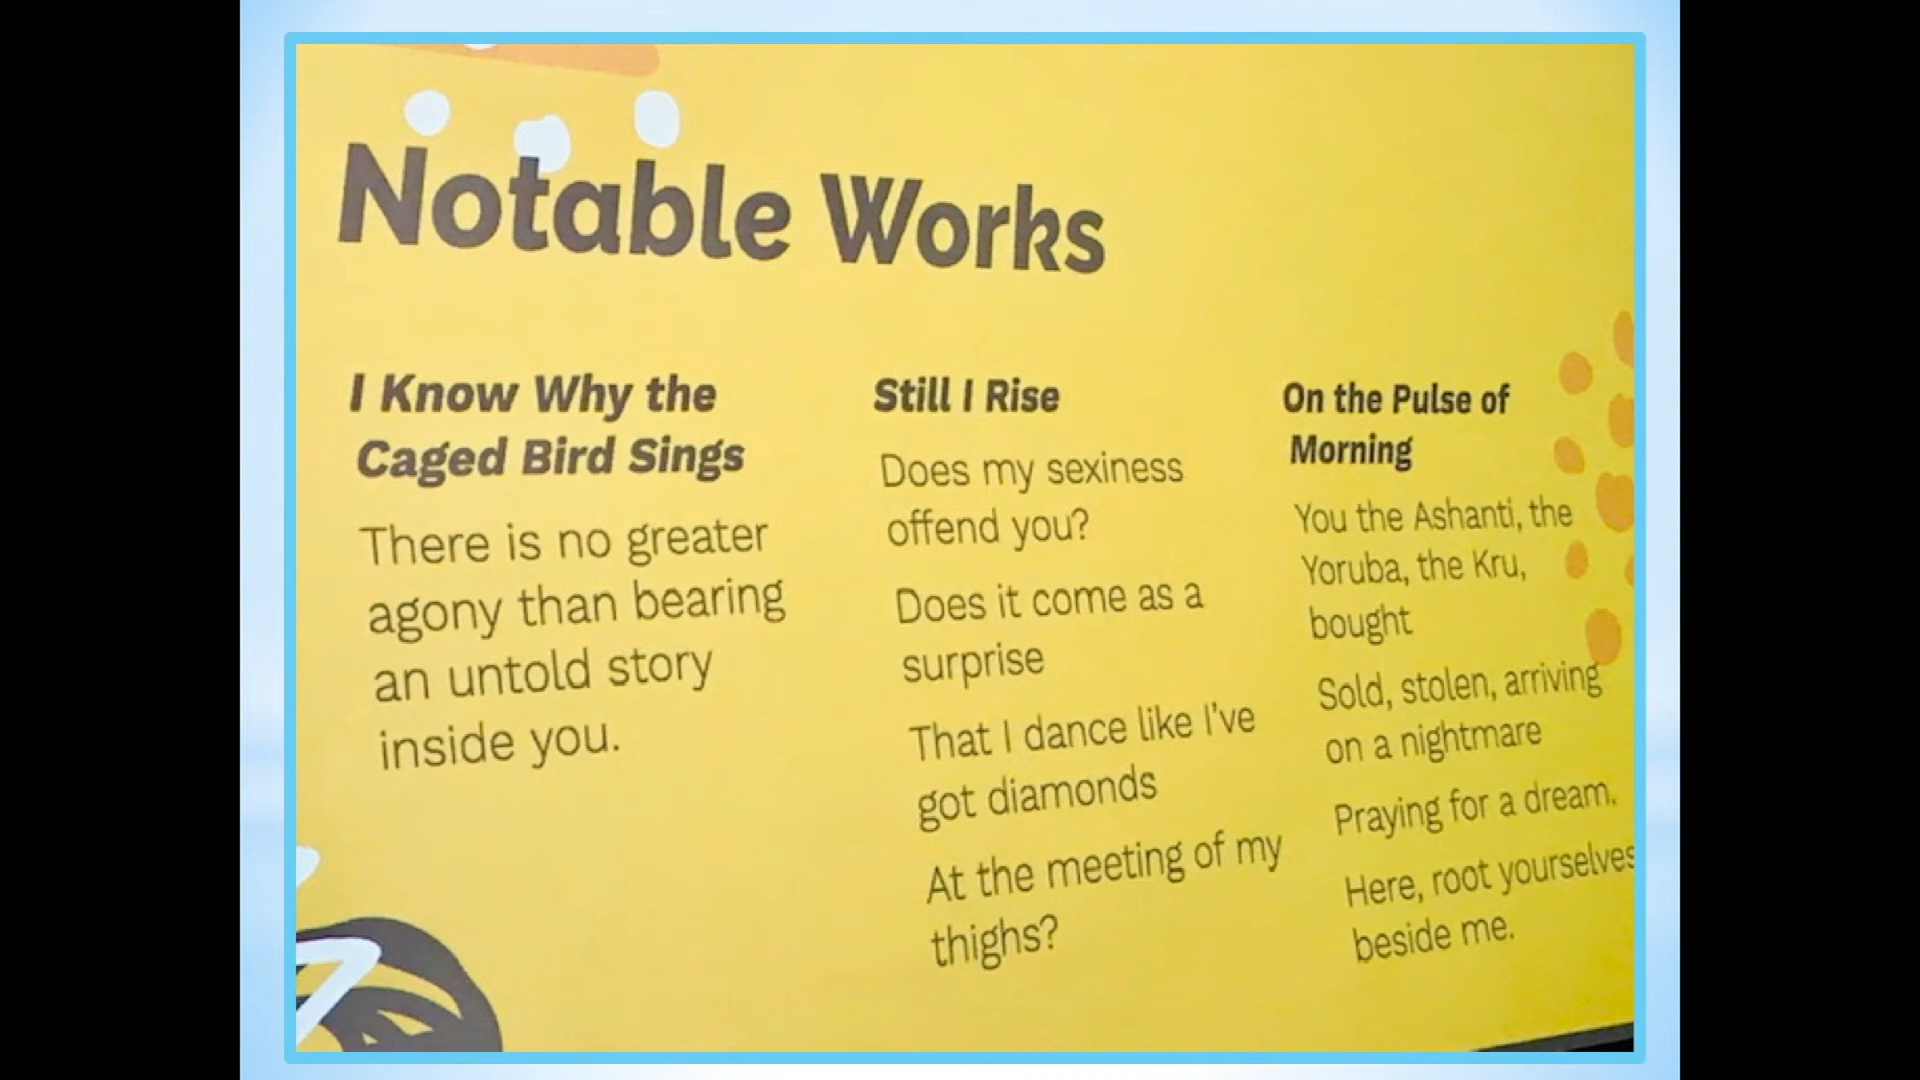 Notable Works
I Know Why the
Caged Bird Sings
There is no greater
agony than bearing
an untold story
inside you.
Still I Rise
Does my sexiness
offend you?
Does it come as a
surprise
That I dance like I've
got diamonds
At the meeting of my
thighs?
On the Pulse of
Morning
You the Ashanti, the
Yoruba, the Kru,
bought
Sold, stolen, arriving
on a nightmare
Praying for a dream.
Here, root yourselves
beside me.